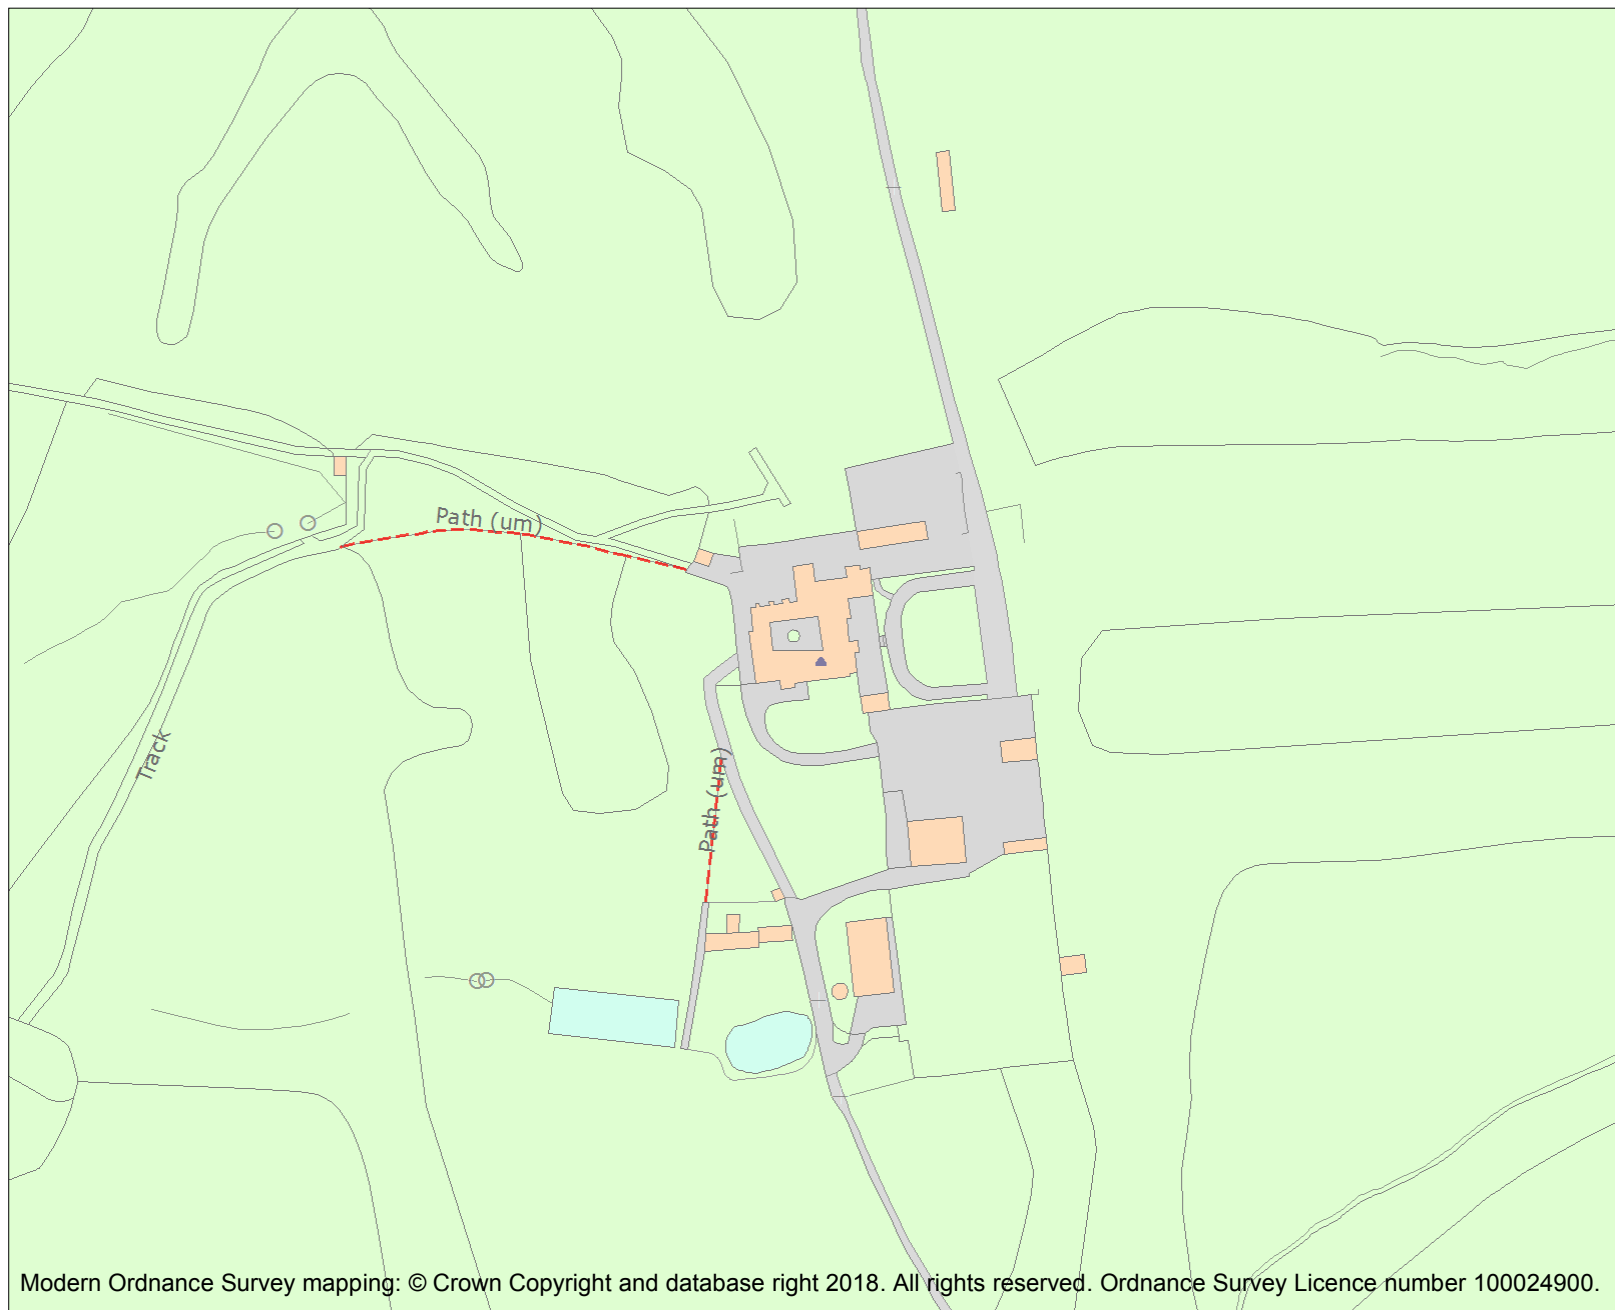 Path (um)
Track
Path (um)
Modern Ordnance Survey mapping: © Crown Copyright and database right 2018. All rights reserved. Ordnance Survey Licence number 100024900.